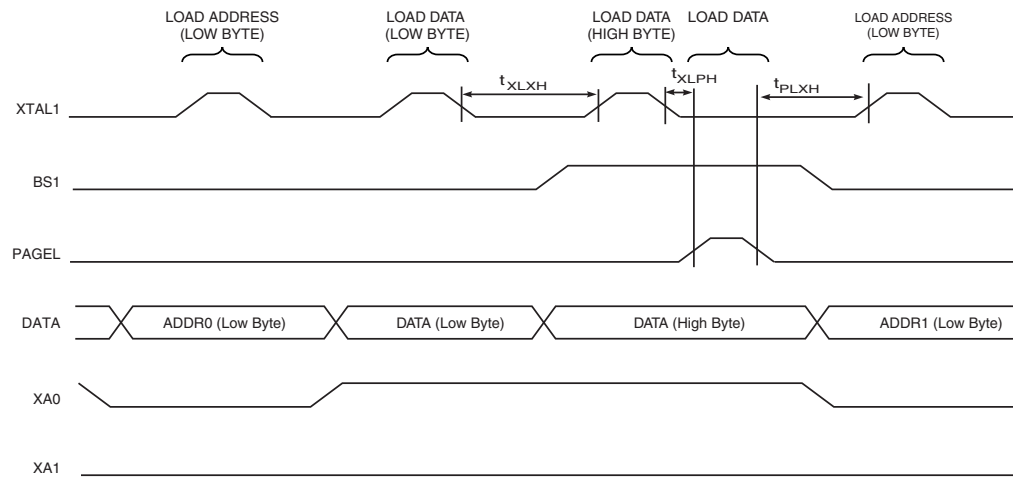 LOAD ADDRESS
(LOW BYTE)
LOAD DATA
(LOW BYTE)
LOAD DATA
(HIGH BYTE)
LOAD DATA
LOAD ADDRESS
(LOW BYTE)
XTAL1
tXLXH
tXLPH
tPLXH
BS1
PAGEL
DATA
ADDR0 (Low Byte)
DATA (Low Byte)
DATA (High Byte)
ADDR1 (Low Byte)
XA0
XA1